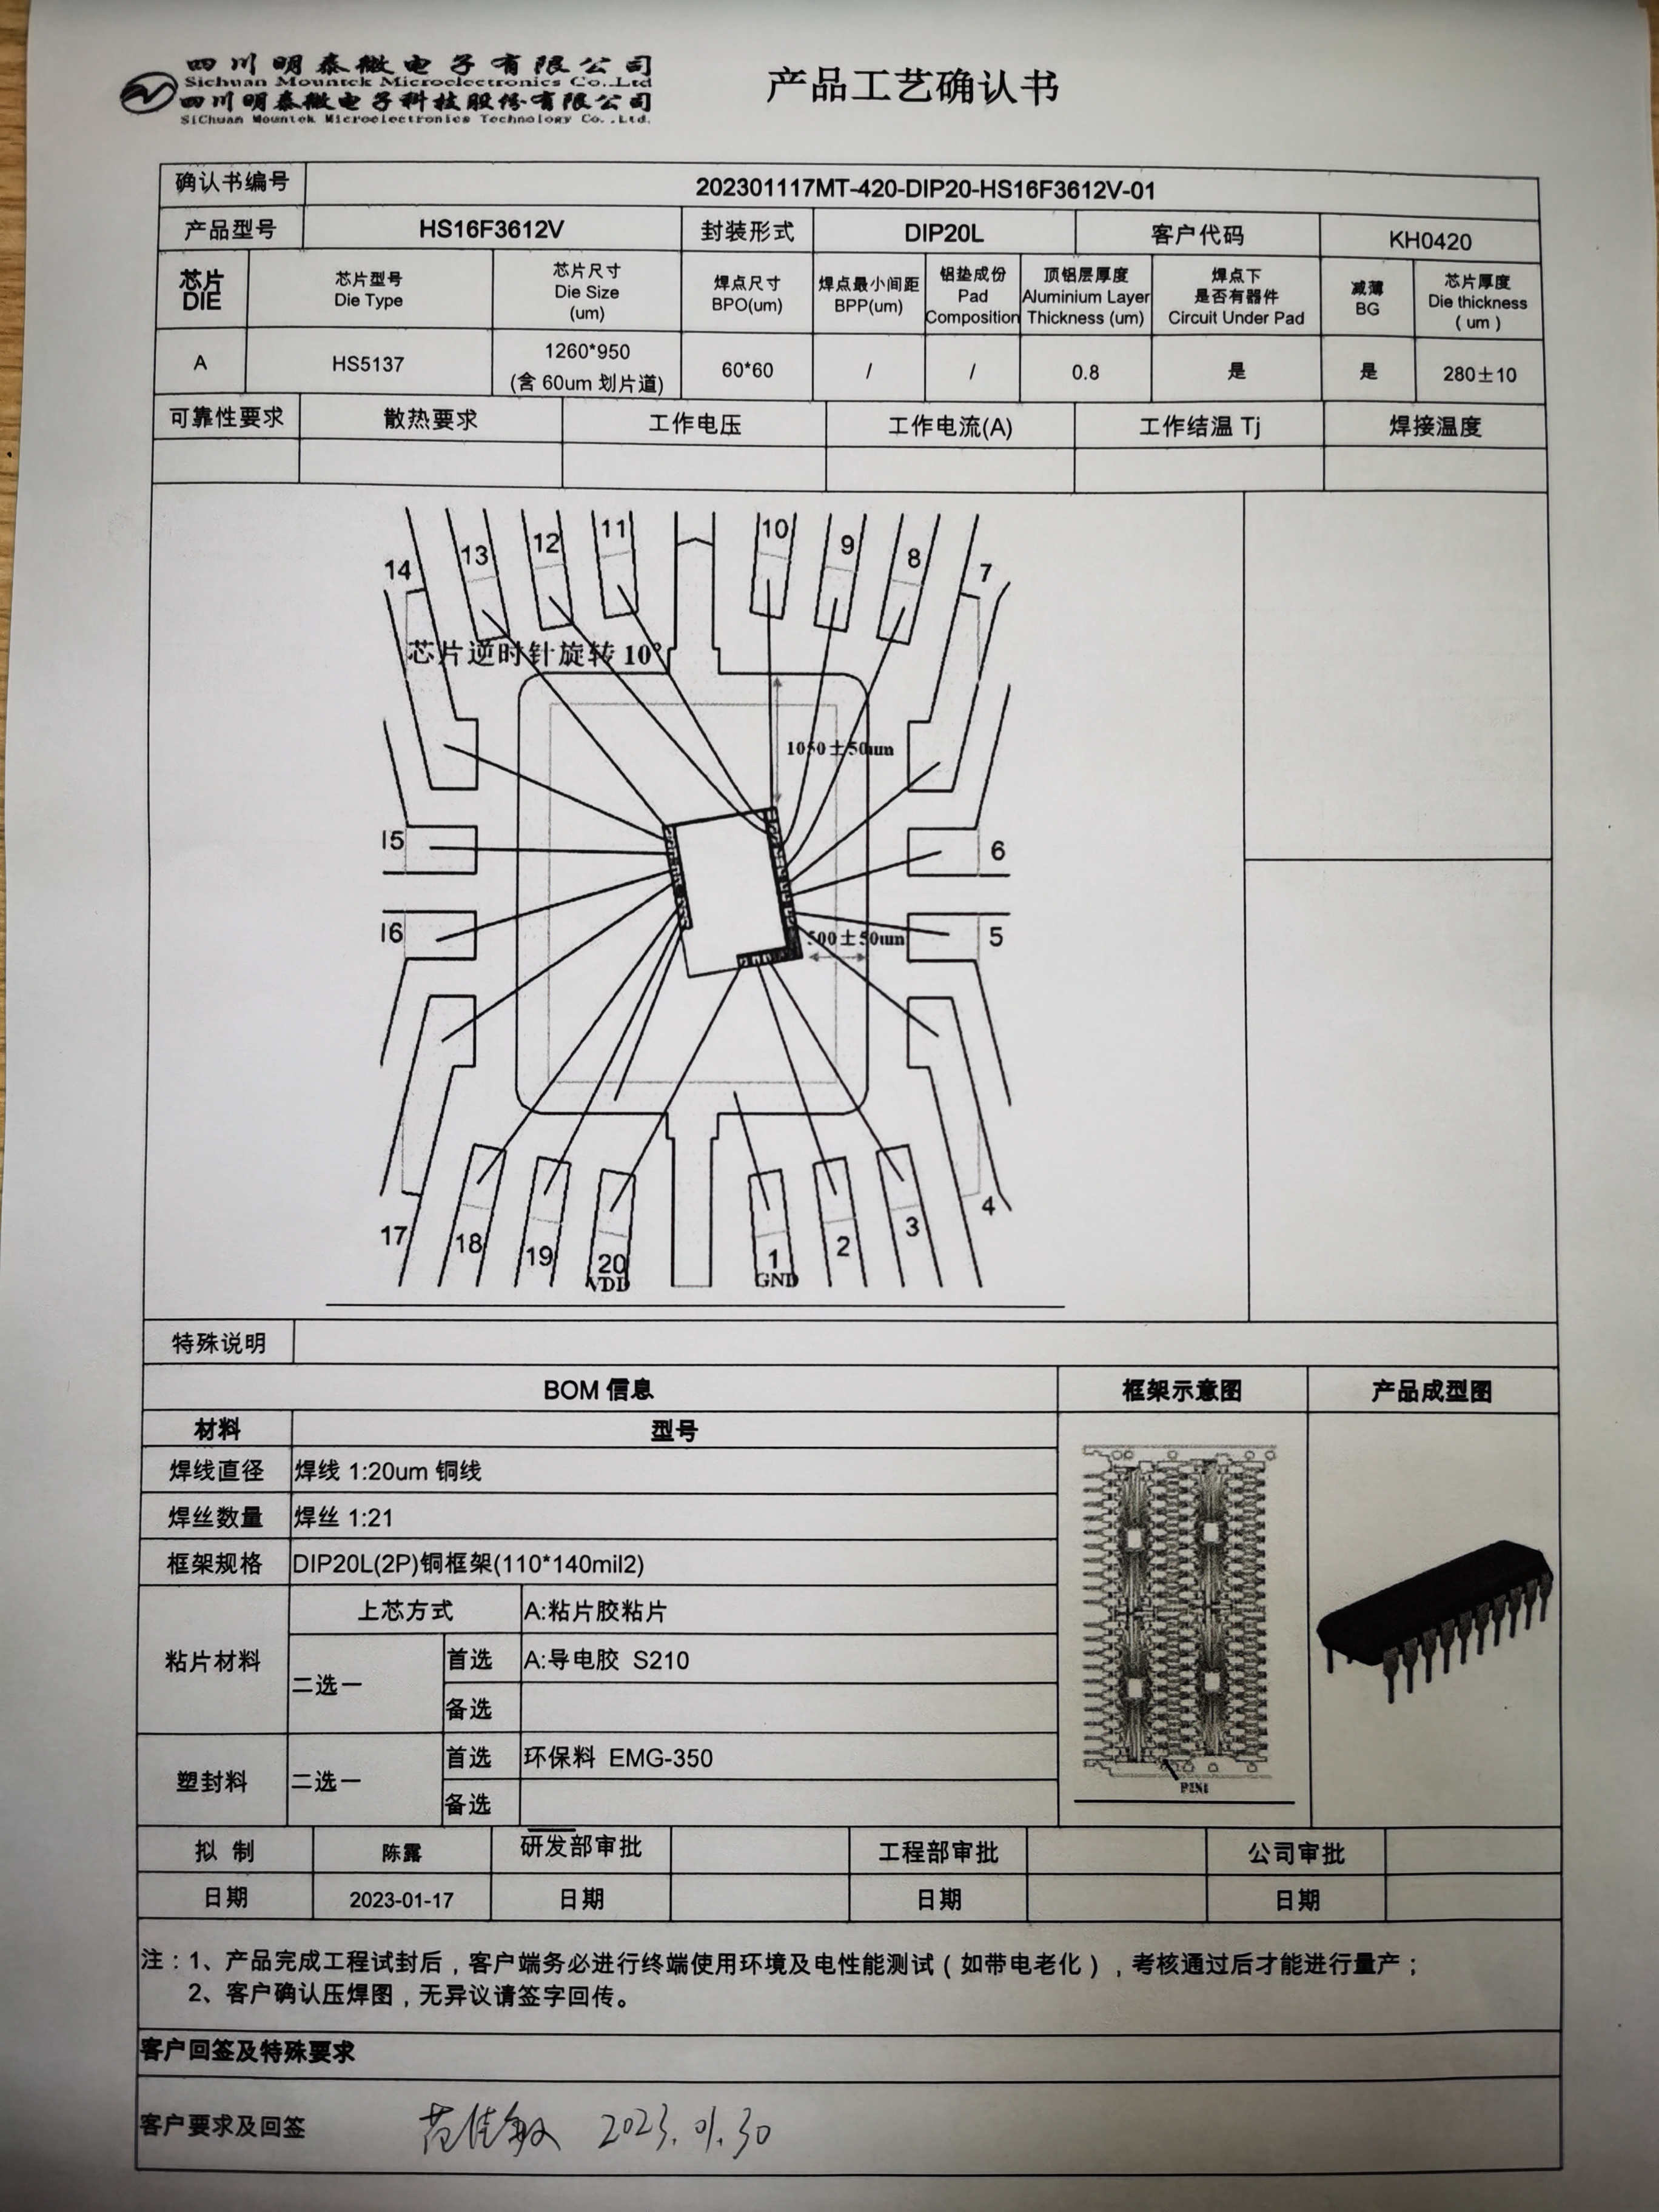 四川明泰微电子有限公司
Sichuan Mountek Microelectronics Co.,Ltd
四川明泰微电子科技股份有限公司
SiChuan Mountek Microelectronics Technology Co.,Ltd.
产品工艺确认书
确认书编号 202301117MT-420-DIP20-HS16F3612V-01
产品型号 HS16F3612V 封装形式 DIP20L 客户代码 KH0420
芯片 DIE 芯片型号 Die Type 芯片尺寸 Die Size (um) 焊点尺寸 BPO(um) 焊点最小间距 BPP(um) 铝垫成份 Pad Composition 顶铝层厚度 Aluminium Layer Thickness (um) 焊点下是否有器件 Circuit Under Pad 减薄 BG 芯片厚度 Die thickness (um)
A HS5137 1260*950 (含 60um 划片道) 60*60 / / 0.8 是 是 280±10
可靠性要求 散热要求 工作电压 工作电流(A) 工作结温 Tj 焊接温度
14 13 12 11 10 9 8 7
芯片逆时针旋转 10°
1050±50um
15 6
16 500±50um 5
17 18 19 20 1 2 3 4
VDD GND
特殊说明
BOM 信息 框架示意图 产品成型图
材料 型号
焊线直径 焊线 1:20um 铜线
焊丝数量 焊丝 1:21
框架规格 DIP20L(2P)铜框架(110*140mil2)
粘片材料 上芯方式 A:粘片胶粘片
二选一 首选 A:导电胶 S210
备选
塑封料 二选一 首选 环保料 EMG-350
备选
PIN1
拟 制 陈露 研发部审批 工程部审批 公司审批
日期 2023-01-17 日期 日期 日期
注：1、产品完成工程试封后，客户端务必进行终端使用环境及电性能测试（如带电老化），考核通过后才能进行量产；
2、客户确认压焊图，无异议请签字回传。
客户回签及特殊要求
客户要求及回签 范佳敏 2023.01.30